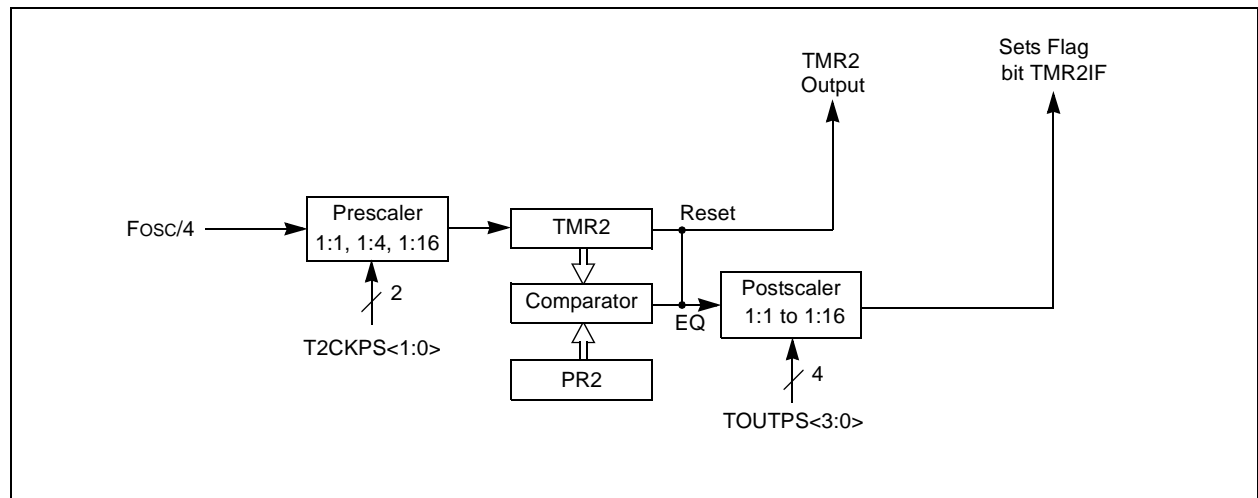 Sets Flag
bit TMR2IF
TMR2
Output
Reset
FOSC/4
Prescaler
1:1, 1:4, 1:16
TMR2
2
Comparator
EQ
Postscaler
1:1 to 1:16
T2CKPS<1:0>
PR2
4
TOUTPS<3:0>